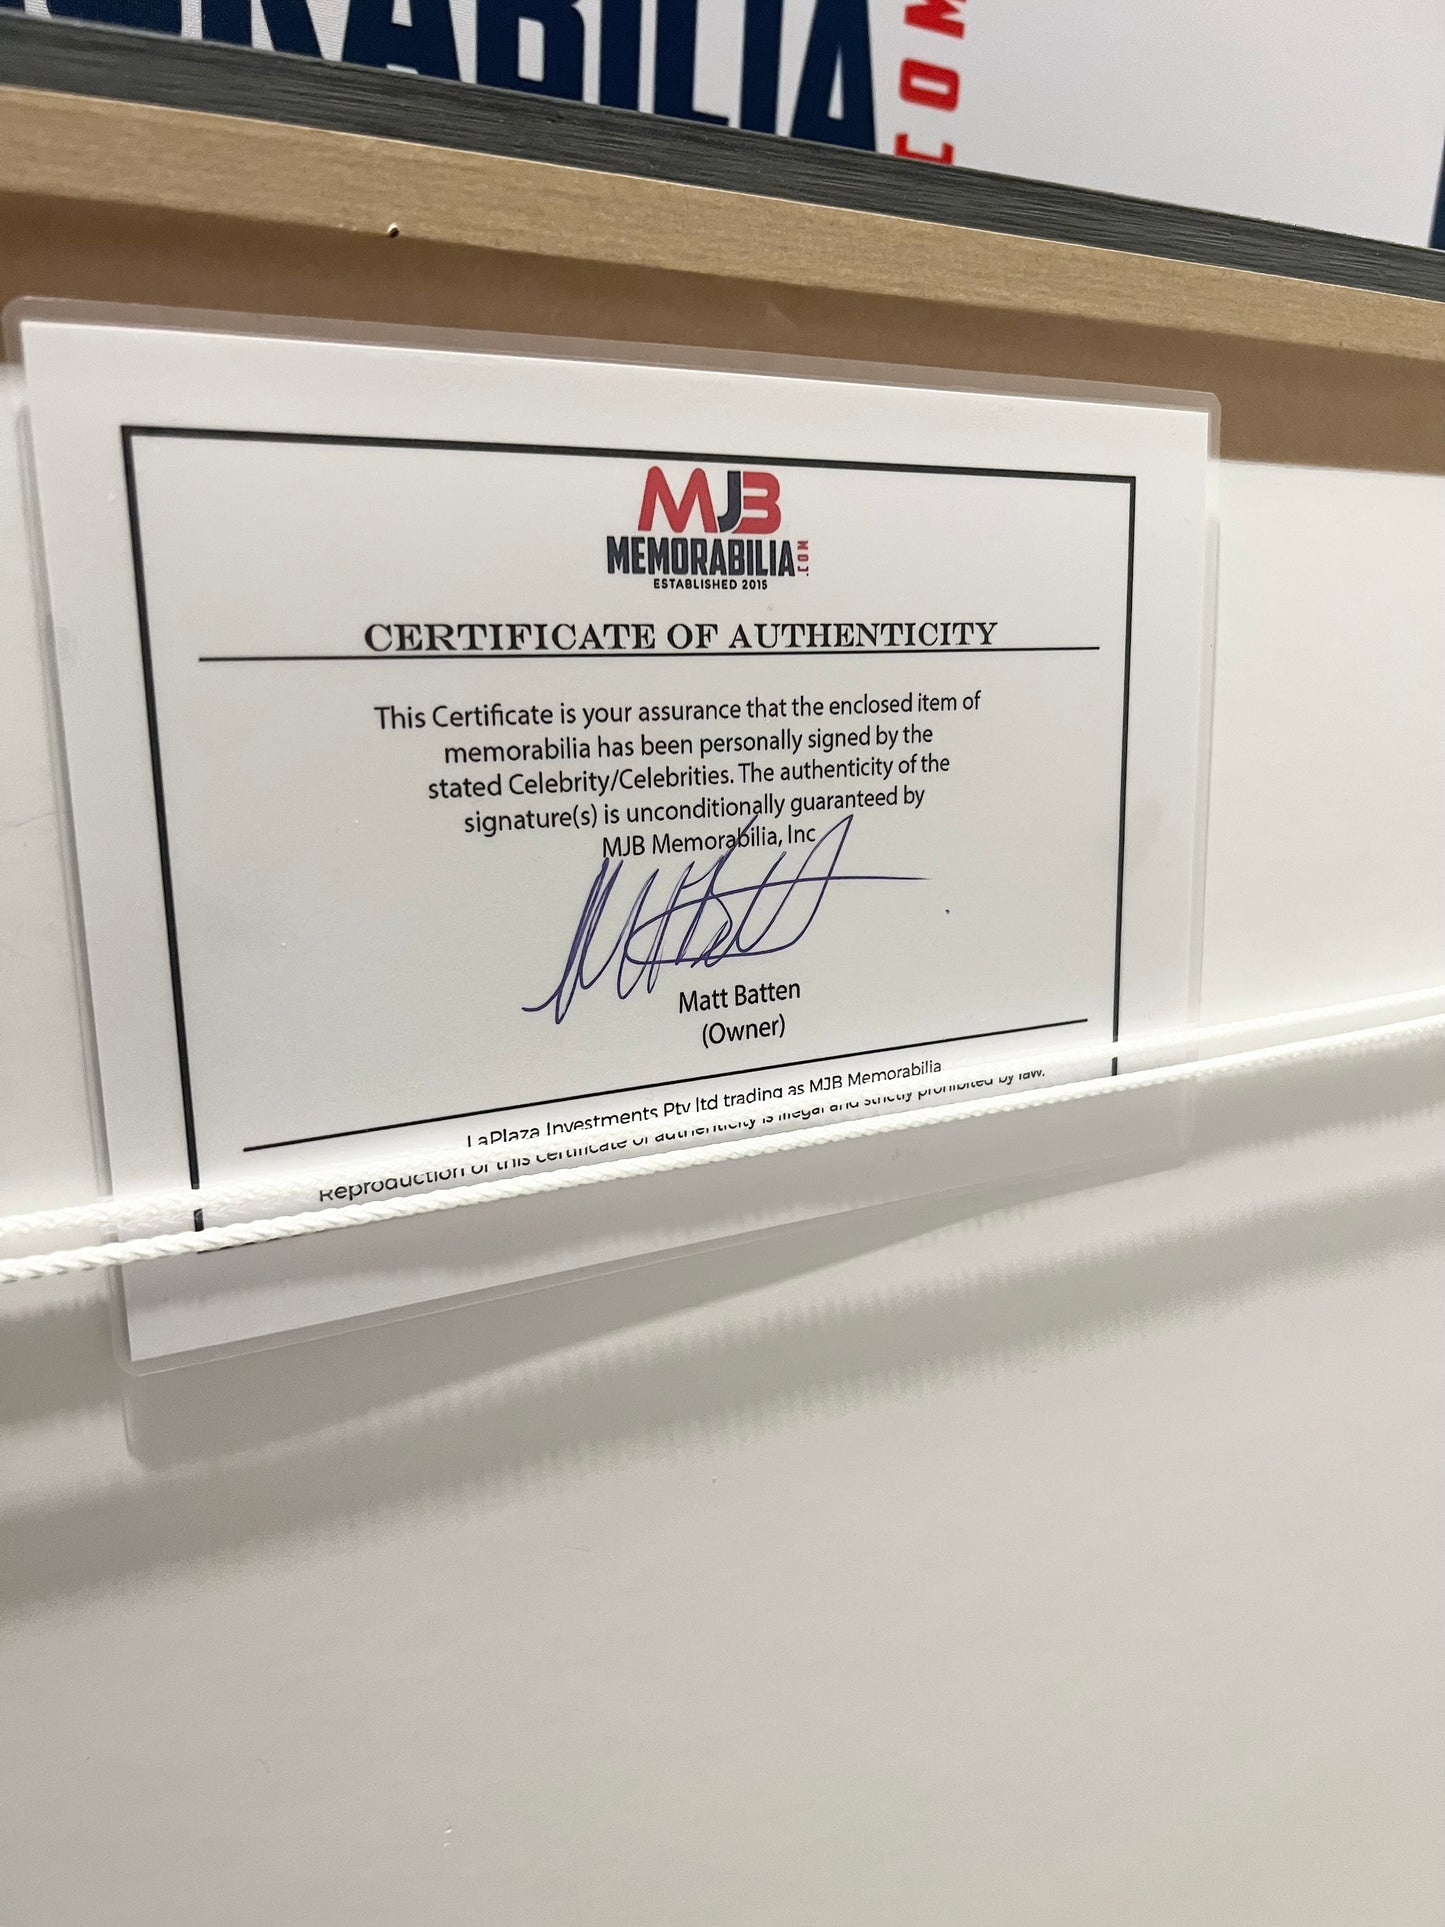 MORABILIA
COM
MJB
MEMORABILIA
.COM
ESTABLISHED 2015
CERTIFICATE OF AUTHENTICITY
This Certificate is your assurance that the enclosed item of
memorabilia has been personally signed by the
stated Celebrity/Celebrities. The authenticity of the
signature(s) is unconditionally guaranteed by
MJB Memorabilia, Inc
Matt Batten
(Owner)
LaPlaza Investments Pty ltd trading as MJB Memorabilia
Reproduction of this certificate of authenticity is illegal and strictly prohibited by law.